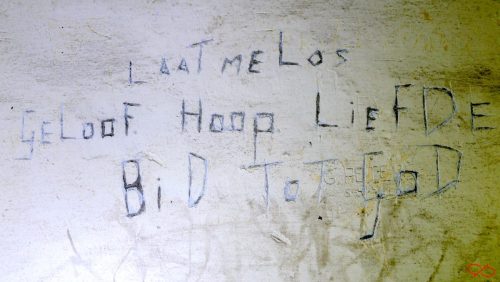 LAAT ME LOS
GELOOF HOOP LIEFDE
BiD TOT GOD